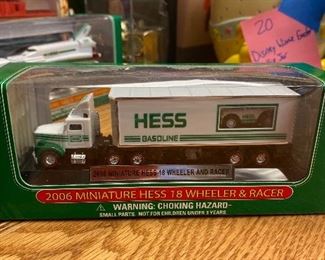 20
Disney
HESS
GASOLINE
2006 MINIATURE HESS 18 WHEELER AND RACER
2006 MINIATURE HESS 18 WHEELER & RACER
WARNING: CHOKING HAZARD-
SMALL PARTS. NOT FOR CHILDREN UNDER 3 YEARS.